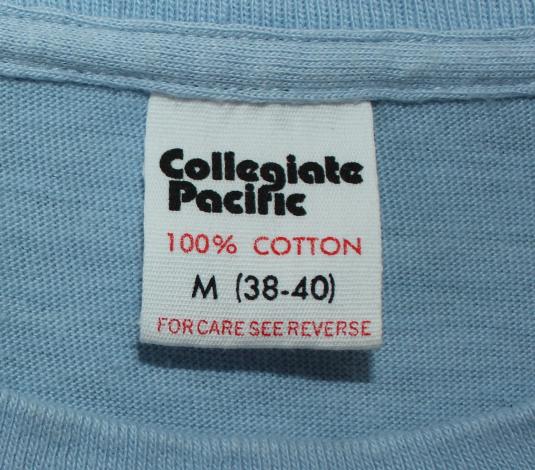 Collegiate
Pacific
100% COTTON
M (38-40)
FOR CARE SEE REVERSE